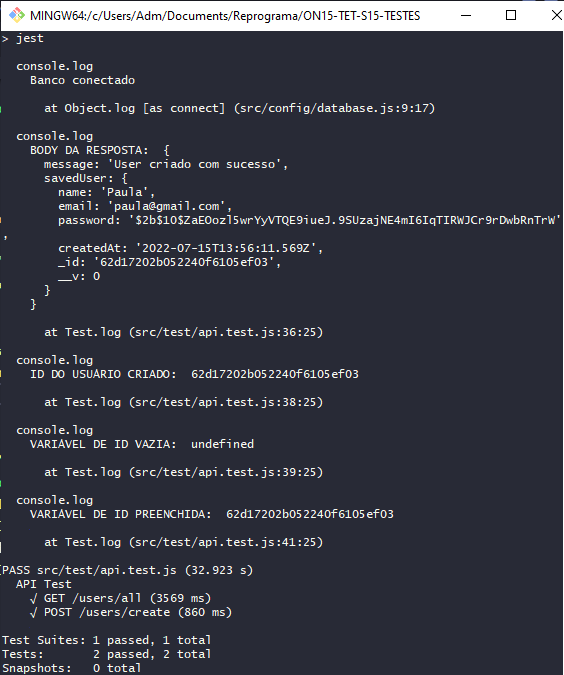 MINGW64:/c/Users/Adm/Documents/Reprograma/ON15-TET-S15-TESTES
> jest
console.log
Banco conectado
at Object.log [as connect] (src/config/database.js:9:17)
console.log
BODY DA RESPOSTA:  {
message: 'User criado com sucesso',
savedUser: {
name: 'Paula',
email: 'paula@gmail.com',
password: '$2b$10$ZaEOozl5wrYyVTQE9iueJ.9SUzajNE4mI6IqTIRWJCr9rDwbRnTrW'
,
createdAt: '2022-07-15T13:56:11.569Z',
_id: '62d17202b052240f6105ef03',
__v: 0
}
}
at Test.log (src/test/api.test.js:36:25)
console.log
ID DO USUÁRIO CRIADO:  62d17202b052240f6105ef03
at Test.log (src/test/api.test.js:38:25)
console.log
VARIÁVEL DE ID VAZIA:  undefined
at Test.log (src/test/api.test.js:39:25)
console.log
VARIÁVEL DE ID PREENCHIDA:  62d17202b052240f6105ef03
at Test.log (src/test/api.test.js:41:25)
PASS src/test/api.test.js (32.923 s)
API Test
√ GET /users/all (3569 ms)
√ POST /users/create (860 ms)
Test Suites: 1 passed, 1 total
Tests:       2 passed, 2 total
Snapshots:   0 total